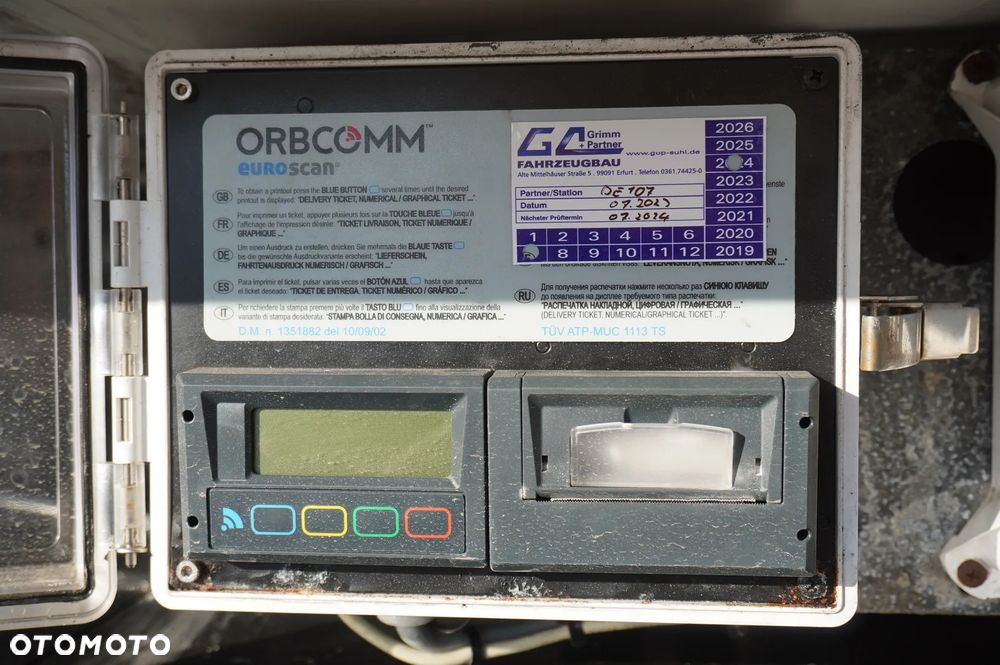 ORBCOMM™
euroscan®
GB To obtain a printout press the BLUE BUTTON several times until the desired
printout is displayed: "DELIVERY TICKET, NUMERICAL / GRAPHICAL TICKET ..."
FR Pour imprimer un ticket, appuyer plusieurs fois sur la TOUCHE BLEUE jusqu'à
l'affichage de l'impression désirée: "TICKET LIVRAISON, TICKET NUMERIQUE /
GRAPHIQUE ..."
DE Um einen Ausdruck zu erstellen, drücken Sie mehrmals die BLAUE TASTE
bis die gewünschte Ausdruckvariante erscheint: "LIEFERSCHEIN,
FAHRTENAUSDRUCK NUMERISCH / GRAFISCH ..."
ES Para imprimir el ticket, pulsar varias veces el BOTÓN AZUL hasta que aparezca
el ticket deseado: "TICKET DE ENTREGA, TICKET NUMÉRICO / GRÁFICO ..."
IT Per richiedere la stampa premere più volte il TASTO BLU fino alla visualizzazione della
variante di stampa desiderata: "STAMPA BOLLA DI CONSEGNA, NUMERICA / GRAFICA ..."
D.M. n. 1351882 del 10/09/02
GA Grimm
+ Partner
www.gup-suhl.de
FAHRZEUGBAU
Alte Mittelhäuser Straße 5 . 99091 Erfurt . Telefon 0361.74425-0
Partner/Station DE 107
Datum 07.2023
Nächster Prüftermin 07.2024
1 2 3 4 5 6
8 9 10 11 12
2026
2025
2023
2022
2021
2020
2019
RU Для получения распечатки нажмите несколько раз СИНЮЮ КЛАВИШУ
до появления на дисплее требуемого типа распечатки:
"РАСПЕЧАТКА НАКЛАДНОЙ, ЦИФРОВАЯ / ГРАФИЧЕСКАЯ ..."
(DELIVERY TICKET, NUMERICAL/GRAPHICAL TICKET ...)"
TÜV ATP-MUC 1113 TS
OTOMOTO